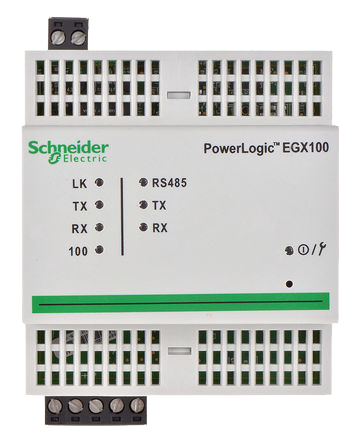 Schneider
Electric
PowerLogic™ EGX100
LK
RS485
TX
TX
RX
RX
100